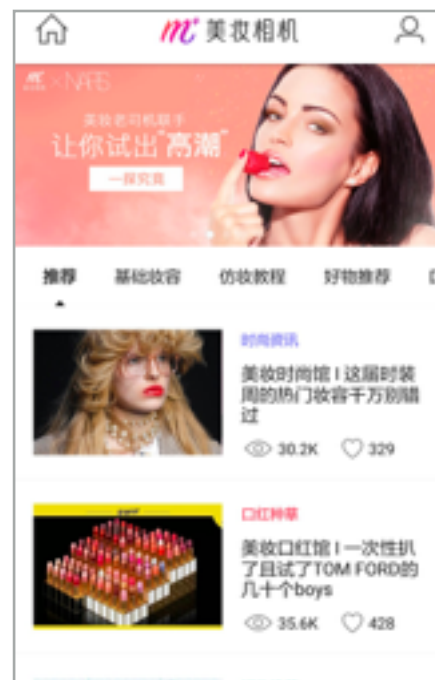 m+ 美妆相机
× NARS
美妆老司机联手
让你试出"高潮"
一探究竟
推荐 基础妆容 仿妆教程 好物推荐
时尚资讯
美妆时尚馆 | 这届时装
周的热门妆容千万别错
过
30.2K 329
口红种草
美妆口红馆 | 一次性扒
了且试了TOM FORD的
几十个boys
35.6K 428